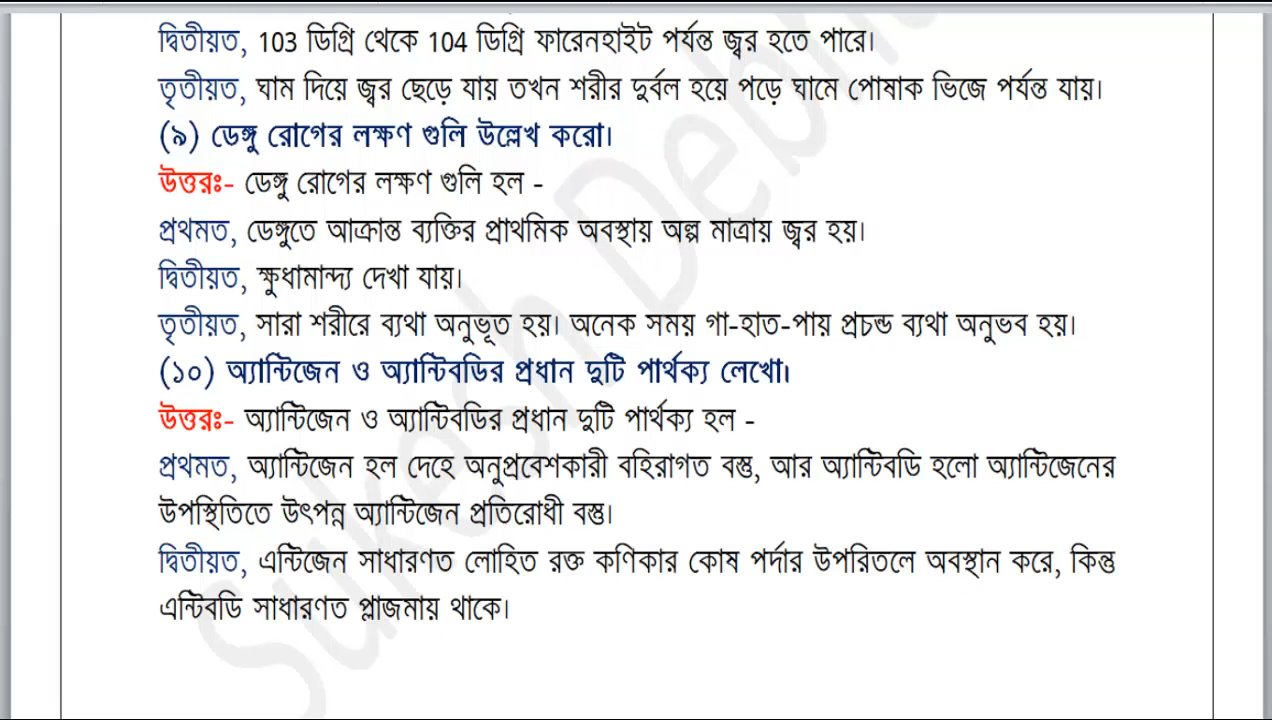 দ্বিতীয়ত, 103 ডিগ্রি থেকে 104 ডিগ্রি ফারেনহাইট পর্যন্ত জ্বর হতে পারে।
তৃতীয়ত, ঘাম দিয়ে জ্বর ছেড়ে যায় তখন শরীর দুর্বল হয়ে পড়ে ঘামে পোষাক ভিজে পর্যন্ত যায়।
(৯) ডেঙ্গু রোগের লক্ষণ গুলি উল্লেখ করো।
উত্তরঃ- ডেঙ্গু রোগের লক্ষণ গুলি হল -
প্রথমত, ডেঙ্গুতে আক্রান্ত ব্যক্তির প্রাথমিক অবস্থায় অল্প মাত্রায় জ্বর হয়।
দ্বিতীয়ত, ক্ষুধামান্দ্য দেখা যায়।
তৃতীয়ত, সারা শরীরে ব্যথা অনুভূত হয়। অনেক সময় গা-হাত-পায় প্রচন্ড ব্যথা অনুভব হয়।
(১০) অ্যান্টিজেন ও অ্যান্টিবডির প্রধান দুটি পার্থক্য লেখো।
উত্তরঃ- অ্যান্টিজেন ও অ্যান্টিবডির প্রধান দুটি পার্থক্য হল -
প্রথমত, অ্যান্টিজেন হল দেহে অনুপ্রবেশকারী বহিরাগত বস্তু, আর অ্যান্টিবডি হলো অ্যান্টিজেনের
উপস্থিতিতে উৎপন্ন অ্যান্টিজেন প্রতিরোধী বস্তু।
দ্বিতীয়ত, এন্টিজেন সাধারণত লোহিত রক্ত কণিকার কোষ পর্দার উপরিতলে অবস্থান করে, কিন্তু
এন্টিবডি সাধারণত প্লাজমায় থাকে।
Sukesh